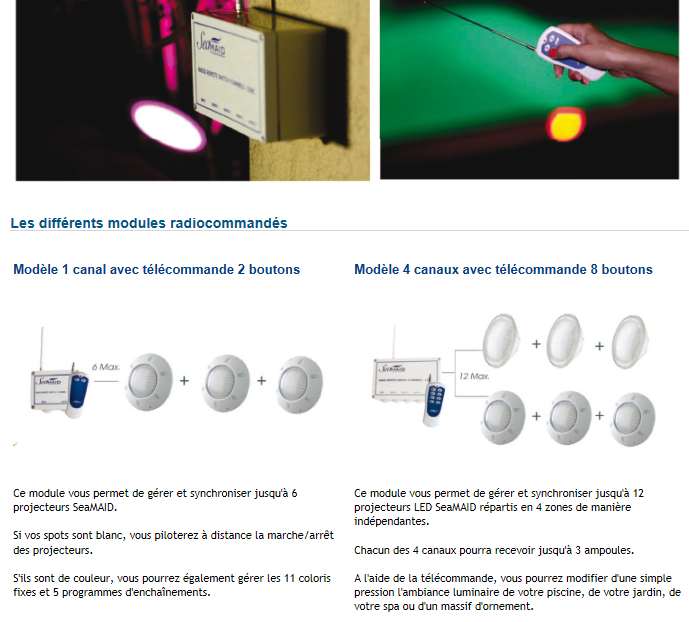 SeaMAID
Les différents modules radiocommandés
Modèle 1 canal avec télécommande 2 boutons
6 Max.
SeaMAID
+
+
Ce module vous permet de gérer et synchroniser jusqu'à 6
projecteurs SeaMAID.
Si vos spots sont blanc, vous piloterez à distance la marche/arrêt
des projecteurs.
S'ils sont de couleur, vous pourrez également gérer les 11 coloris
fixes et 5 programmes d'enchaînements.
Modèle 4 canaux avec télécommande 8 boutons
+
+
SeaMAID
12 Max.
+
+
Ce module vous permet de gérer et synchroniser jusqu'à 12
projecteurs LED SeaMAID répartis en 4 zones de manière
indépendantes.
Chacun des 4 canaux pourra recevoir jusqu'à 3 ampoules.
A l'aide de la télécommande, vous pourrez modifier d'une simple
pression l'ambiance luminaire de votre piscine, de votre jardin, de
votre spa ou d'un massif d'ornement.